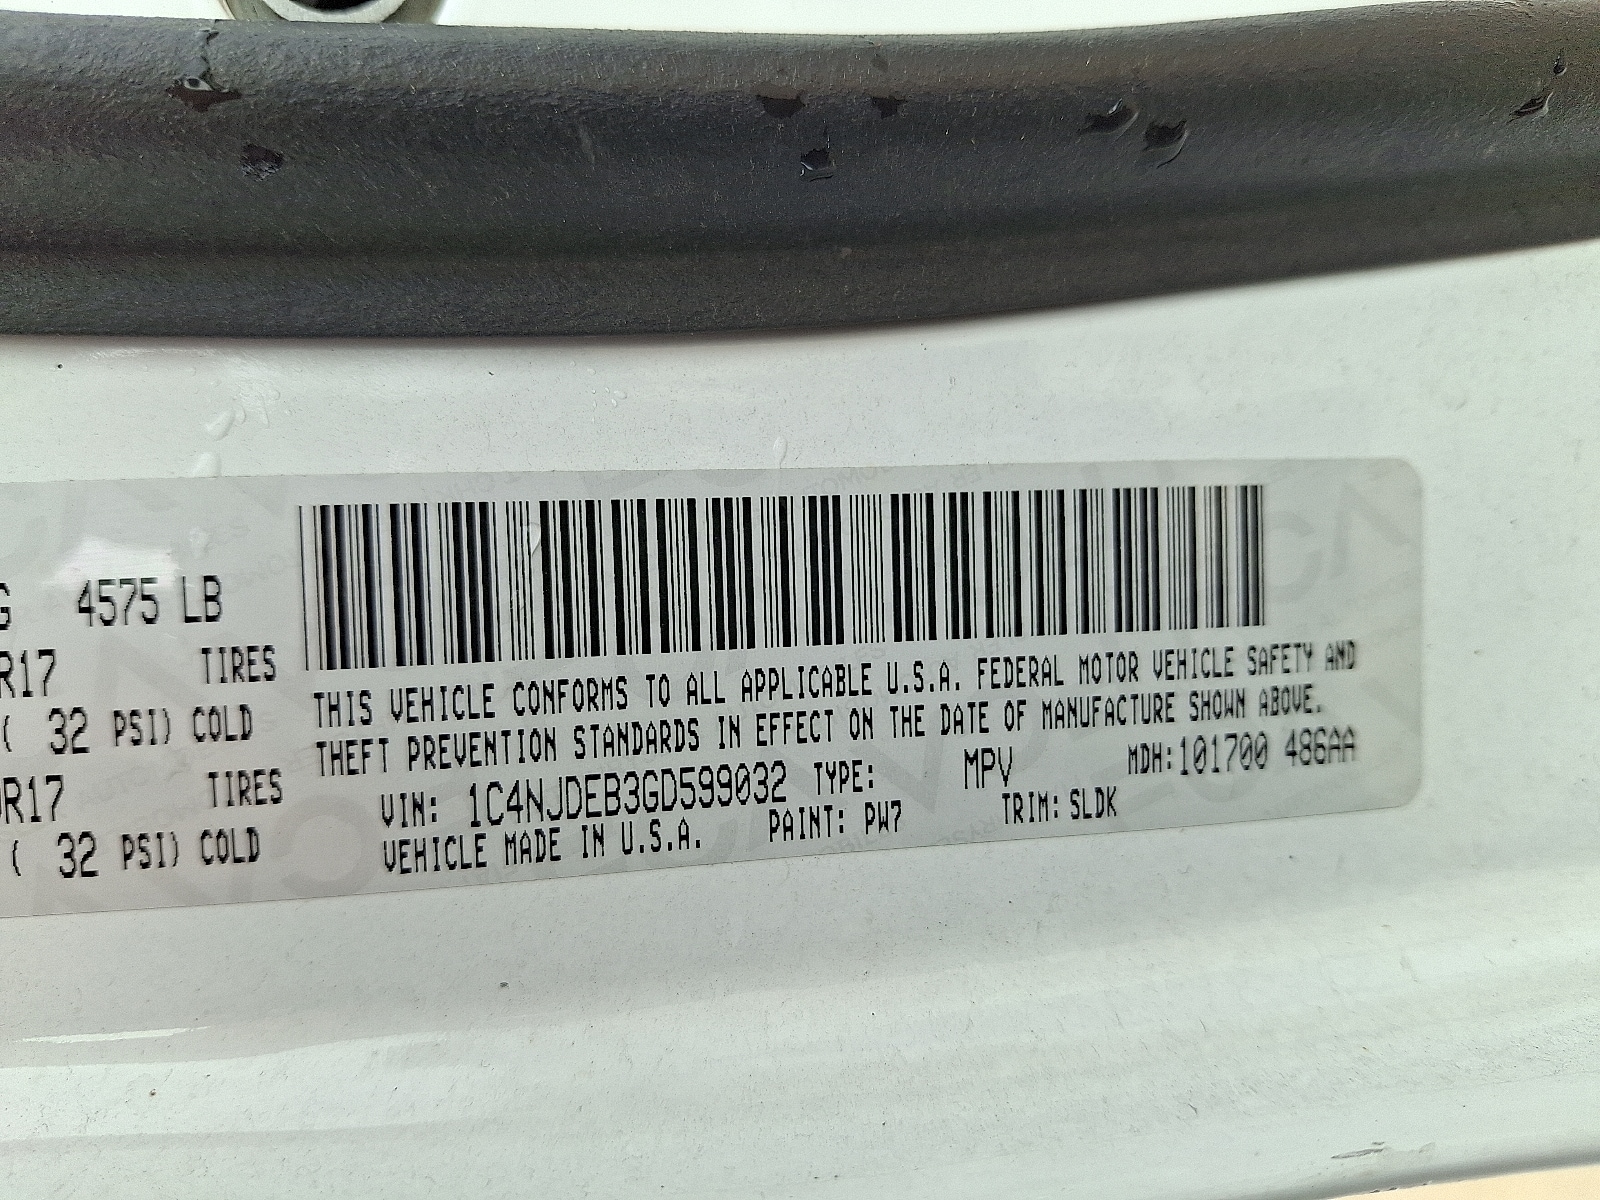 G 4575 LB
R17 TIRES
( 32 PSI) COLD
R17 TIRES
( 32 PSI) COLD
THIS VEHICLE CONFORMS TO ALL APPLICABLE U.S.A. FEDERAL MOTOR VEHICLE SAFETY AND
THEFT PREVENTION STANDARDS IN EFFECT ON THE DATE OF MANUFACTURE SHOWN ABOVE.
VIN: 1C4NJDEB3GD599032 TYPE: MPV MDH:101700 486AA
VEHICLE MADE IN U.S.A. PAINT: PW7 TRIM: SLDK